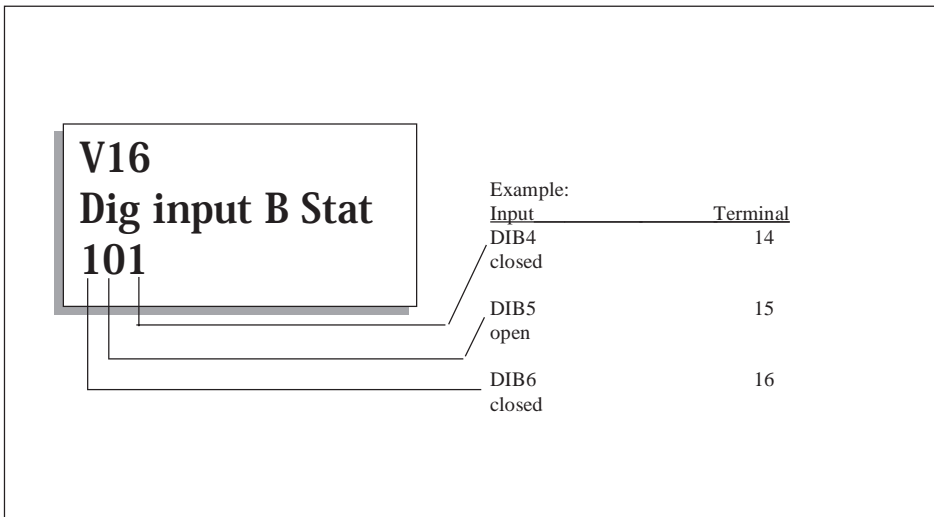 V16
Dig input B Stat
101
Example:
Input Terminal
DIB4 14
closed
DIB5 15
open
DIB6 16
closed